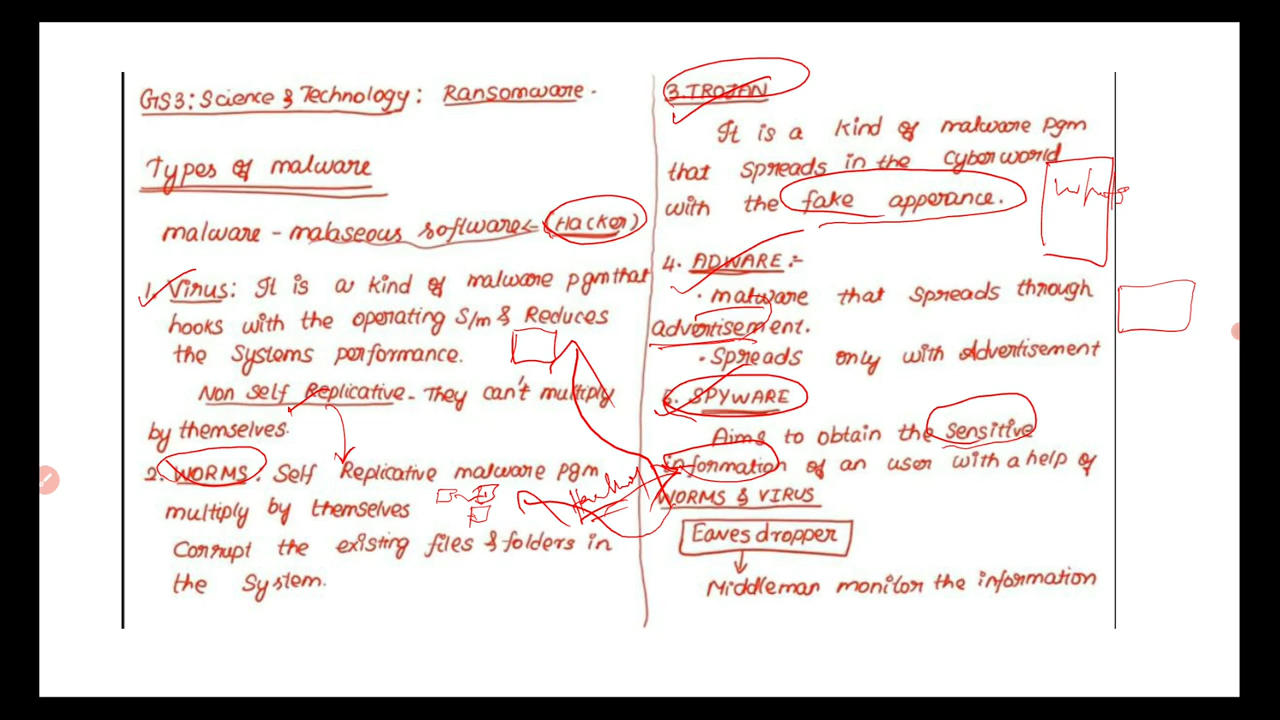 GS3: Science & Technology: Ransomware.
Types of malware
malware - malaseous software <- (Hacker)
1. Virus: It is a kind of malware pgm that
hooks with the operating S/m & Reduces
the Systems performance.
Non Self Replicative - They can't multiply
by themselves.
2. WORMS: Self Replicative malware pgm
multiply by themselves
Corrupt the existing files & folders in
the System.
3. TROJAN
It is a kind of malware pgm
that spreads in the cyber world
with the fake apperance.
4. ADWARE:-
• malware that spreads through
advertisement.
• Spreads only with Advertisement
5. SPYWARE
Aims to obtain the sensitive
information of an user with a help of
WORMS & VIRUS
Eaves dropper
Middleman monitor the information